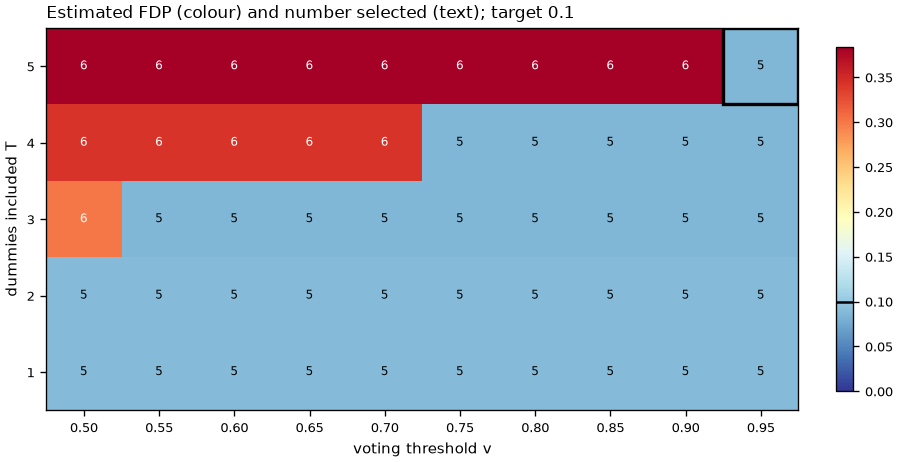 Estimated FDP (colour) and number selected (text); target 0.1
5 6 6 6 6 6 6 6 6 6 5
4 6 6 6 6 6 5 5 5 5 5
3 6 5 5 5 5 5 5 5 5 5
2 5 5 5 5 5 5 5 5 5 5
1 5 5 5 5 5 5 5 5 5 5
0.50 0.55 0.60 0.65 0.70 0.75 0.80 0.85 0.90 0.95
voting threshold v
dummies included T
0.35
0.30
0.25
0.20
0.15
0.10
0.05
0.00